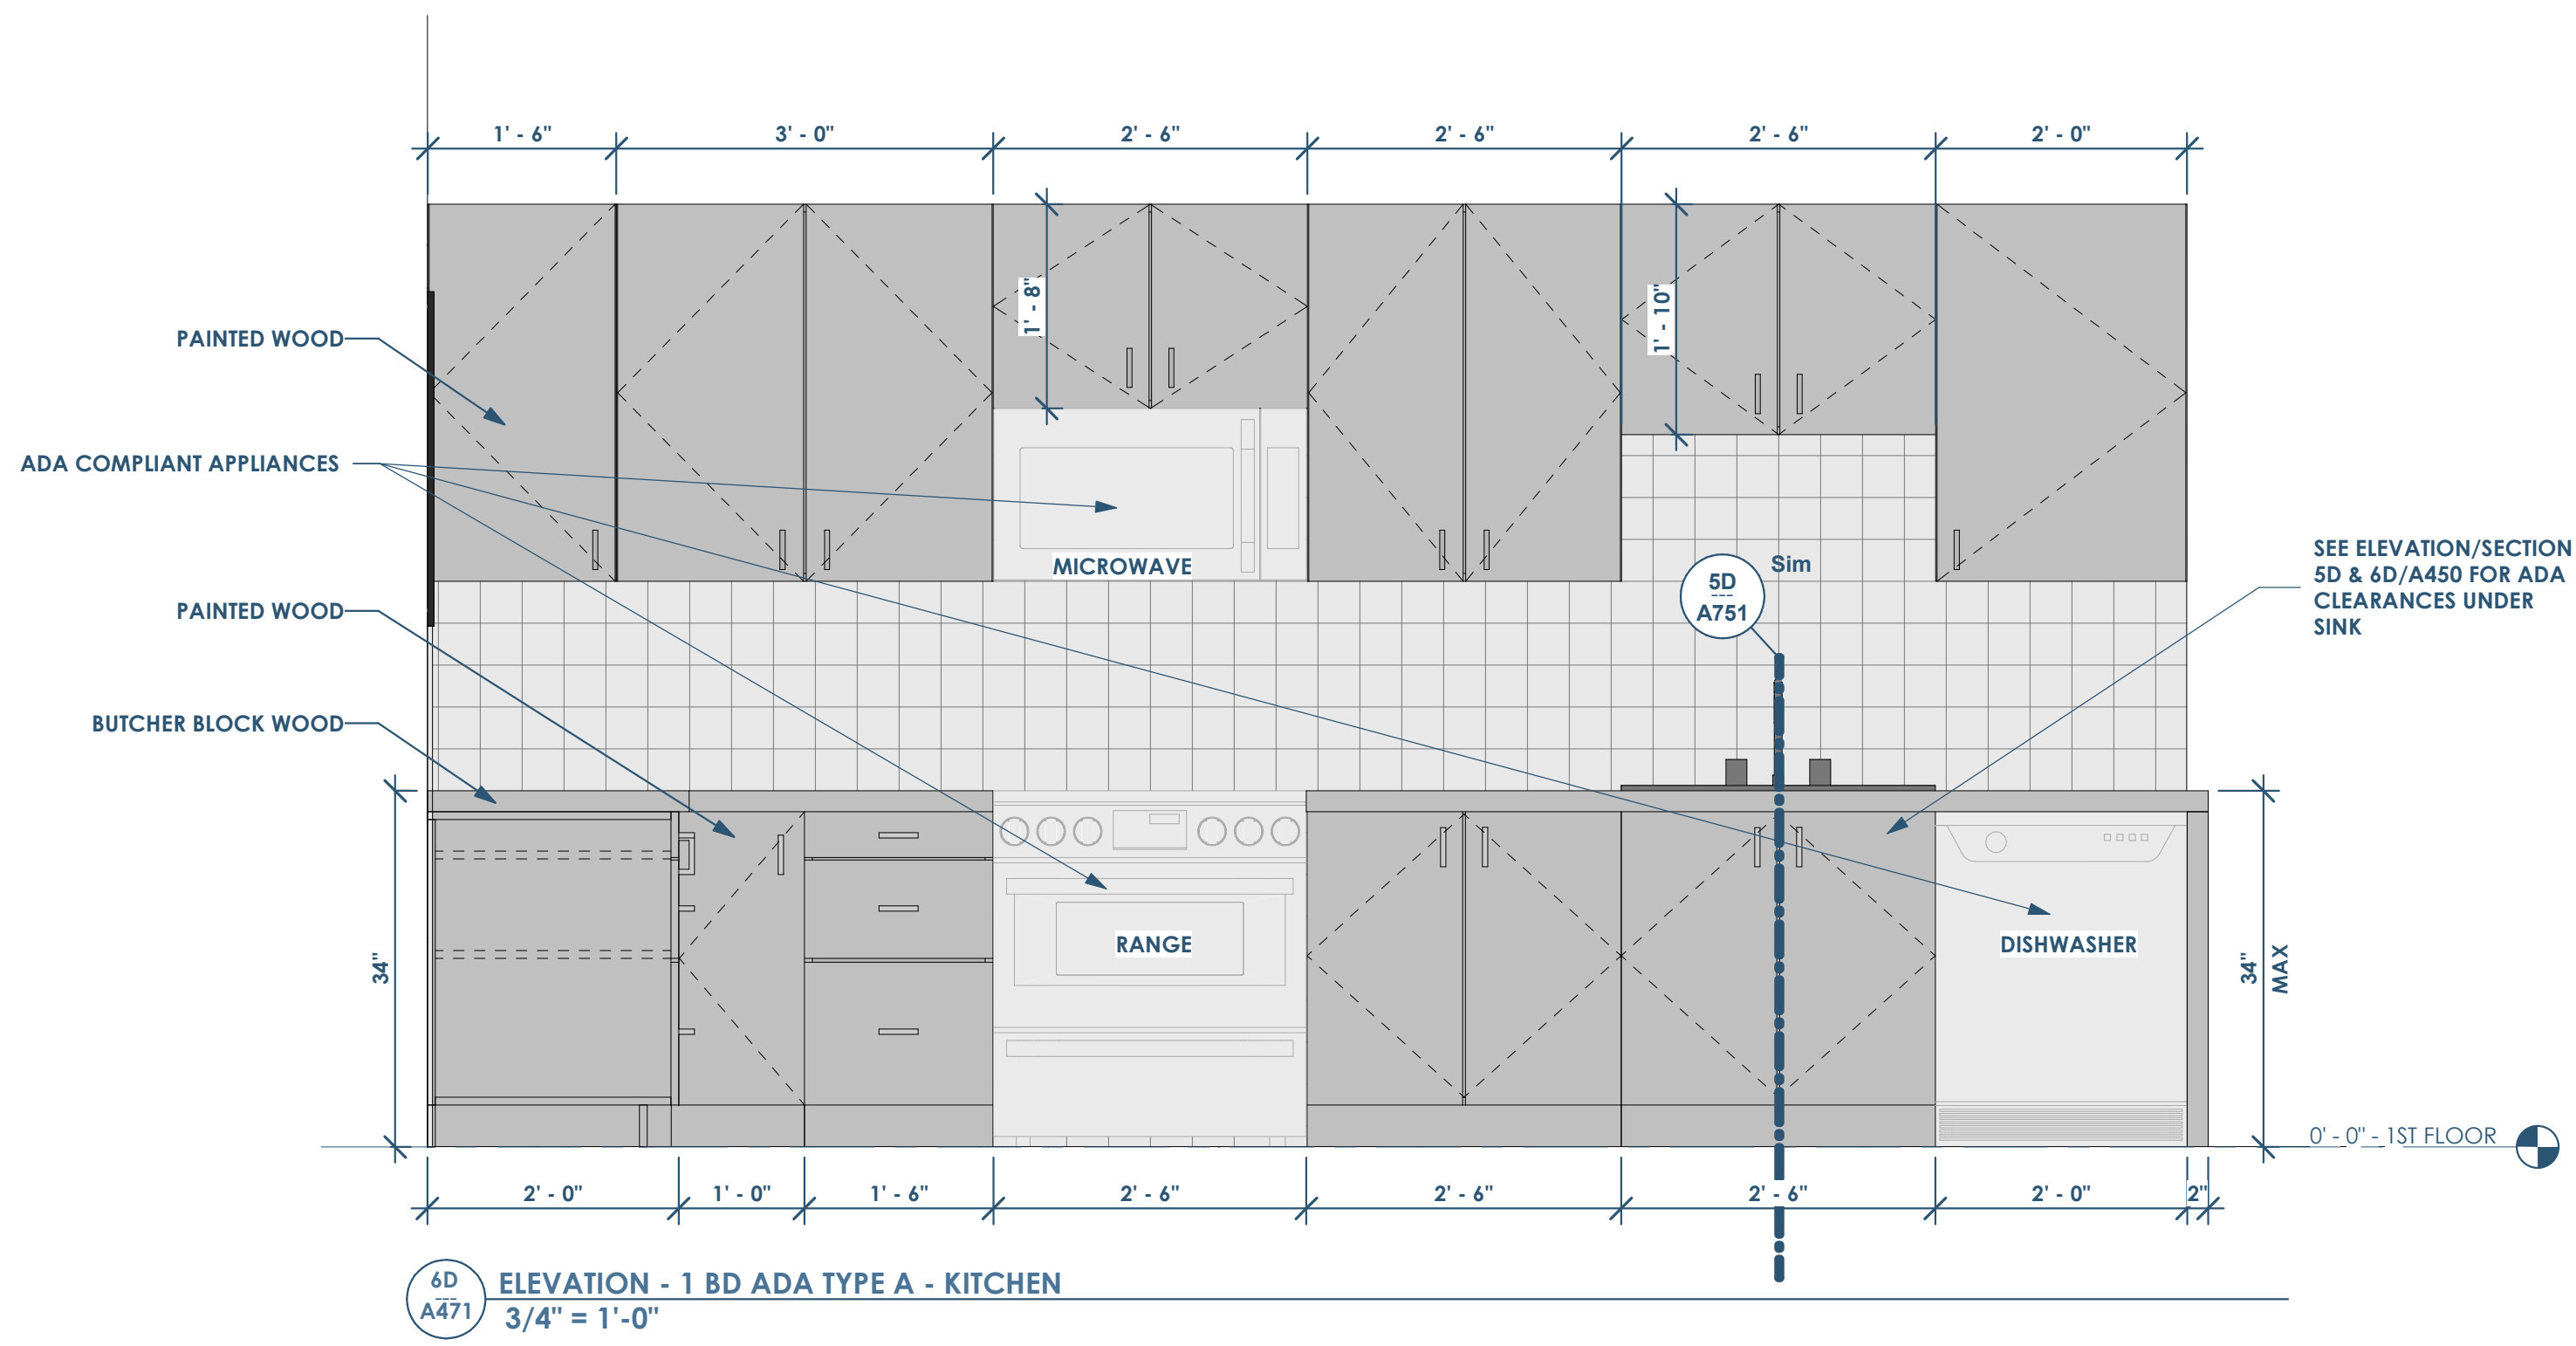 1' - 6"
3' - 0"
2' - 6"
2' - 6"
2' - 6"
2' - 0"
1' - 8"
1' - 10"
PAINTED WOOD
ADA COMPLIANT APPLIANCES
MICROWAVE
Sim
5D
A751
SEE ELEVATION/SECTION
5D & 6D/A450 FOR ADA
CLEARANCES UNDER
SINK
PAINTED WOOD
BUTCHER BLOCK WOOD
34"
RANGE
DISHWASHER
34"
MAX
0' - 0" - 1ST FLOOR
2' - 0"
1' - 0"
1' - 6"
2' - 6"
2' - 6"
2' - 6"
2' - 0"
2"
6D
A471
ELEVATION - 1 BD ADA TYPE A - KITCHEN
3/4" = 1'-0"